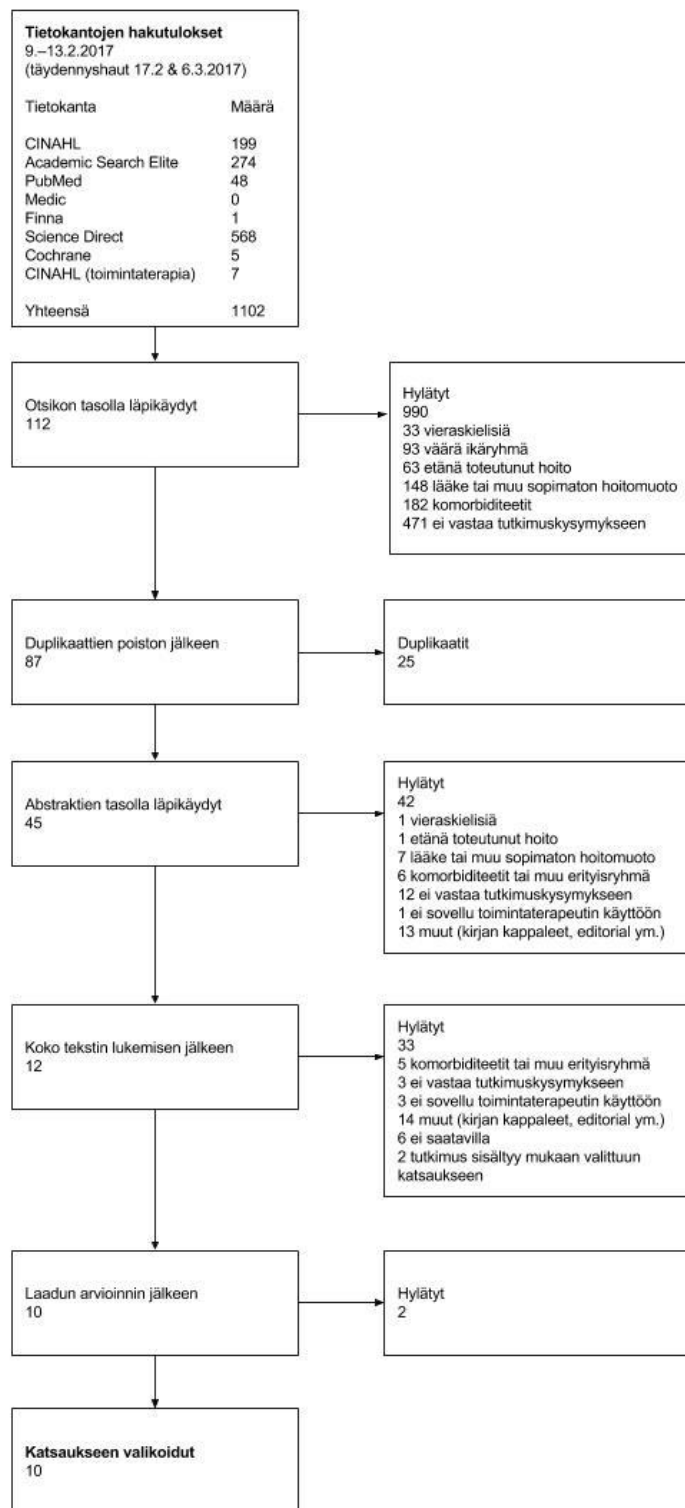 Tietokantojen hakutulokset
9.–13.2.2017
(täydennyshaut 17.2 & 6.3.2017)
Tietokanta Määrä
CINAHL 199
Academic Search Elite 274
PubMed 48
Medic 0
Finna 1
Science Direct 568
Cochrane 5
CINAHL (toimintaterapia) 7
Yhteensä 1102
Otsikon tasolla läpikäydyt
112
Hylätyt
990
33 vieraskielisiä
93 väärä ikäryhmä
63 etänä toteutunut hoito
148 lääke tai muu sopimaton hoitomuoto
182 komorbiditeetit
471 ei vastaa tutkimuskysymykseen
Duplikaattien poiston jälkeen
87
Duplikaatit
25
Abstraktien tasolla läpikäydyt
45
Hylätyt
42
1 vieraskielisiä
1 etänä toteutunut hoito
7 lääke tai muu sopimaton hoitomuoto
6 komorbiditeetit tai muu erityisryhmä
12 ei vastaa tutkimuskysymykseen
1 ei sovellu toimintaterapeutin käyttöön
13 muut (kirjan kappaleet, editorial ym.)
Koko tekstin lukemisen jälkeen
12
Hylätyt
33
5 komorbiditeetit tai muu erityisryhmä
3 ei vastaa tutkimuskysymykseen
3 ei sovellu toimintaterapeutin käyttöön
14 muut (kirjan kappaleet, editorial ym.)
6 ei saatavilla
2 tutkimus sisältyy mukaan valittuun
katsaukseen
Laadun arvioinnin jälkeen
10
Hylätyt
2
Katsaukseen valikoidut
10